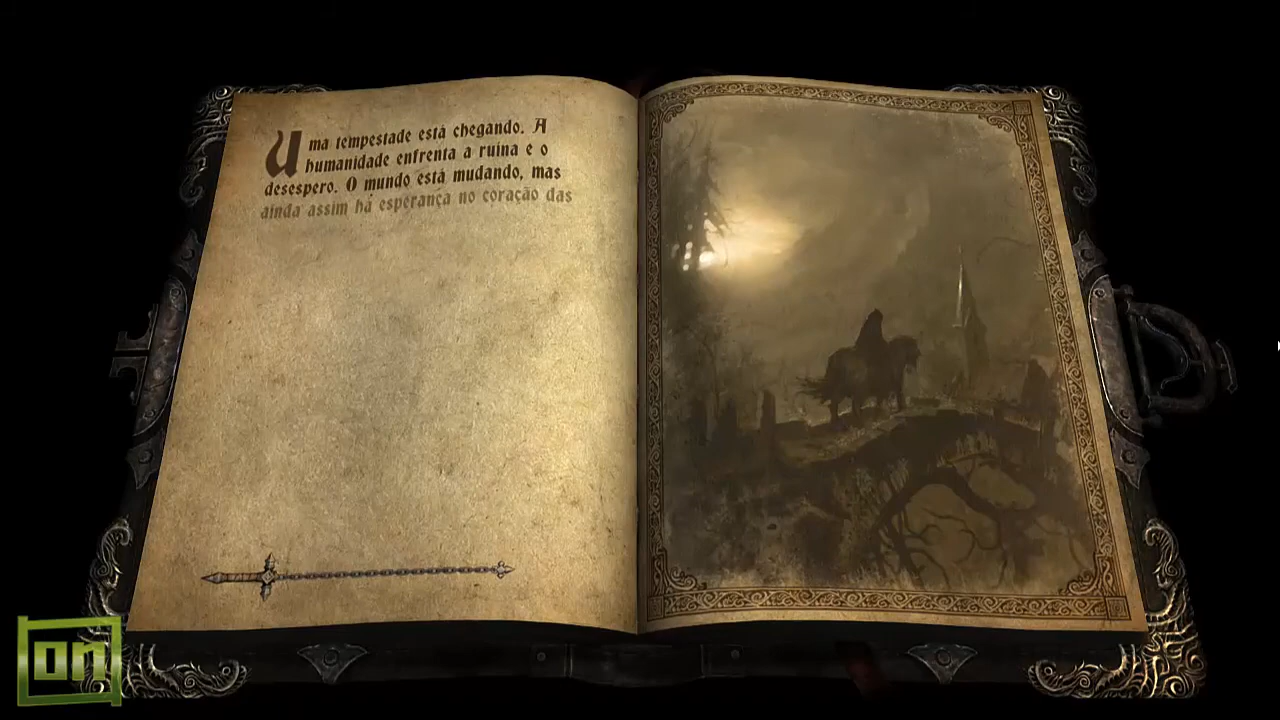 Uma tempestade está chegando. A
humanidade enfrenta a ruína e o
desespero. O mundo está mudando, mas
ainda assim há esperança no coração das
on